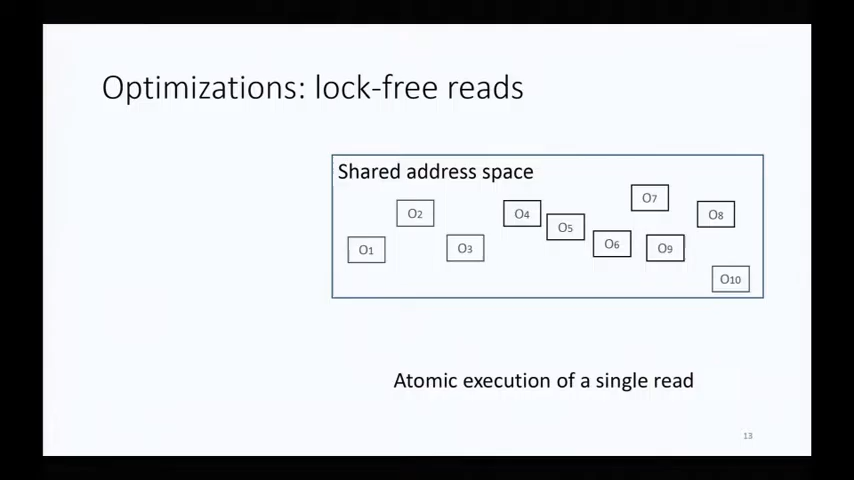 Optimizations: lock-free reads
Shared address space
O7
O2
O4
O8
O5
O6
O1
O3
O9
O10
Atomic execution of a single read
13